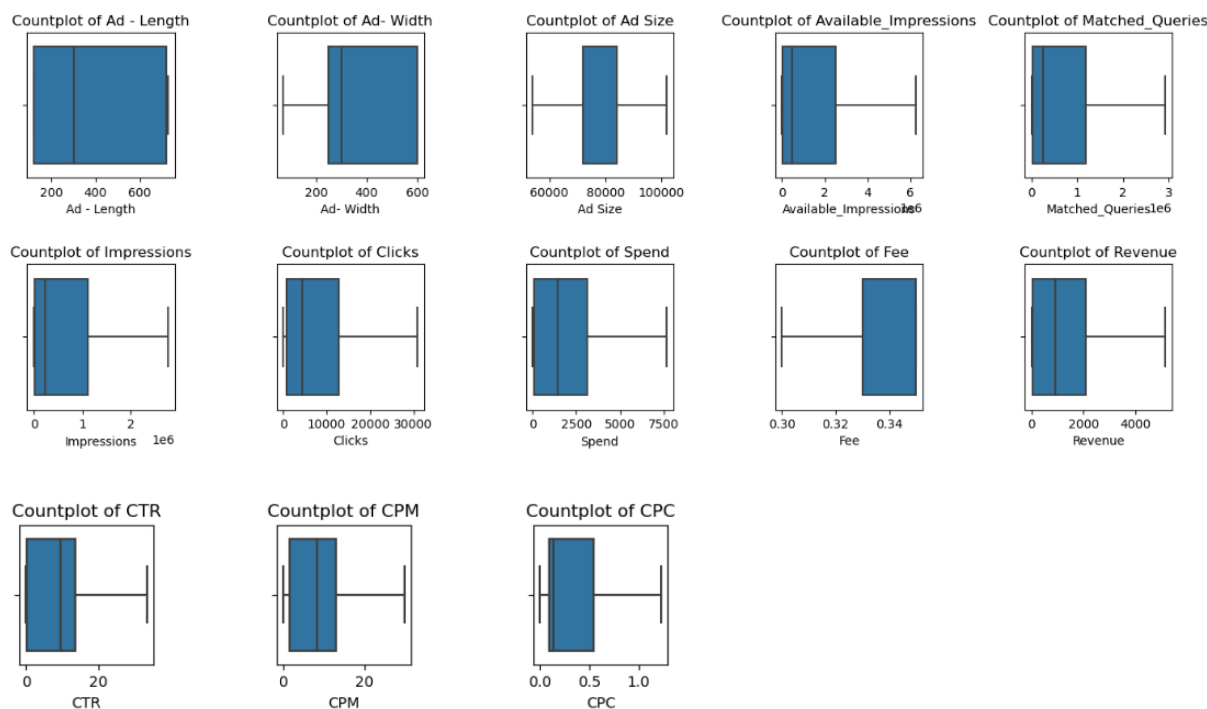 Countplot of Ad - Length
200 400 600
Ad - Length
Countplot of Ad- Width
200 400 600
Ad- Width
Countplot of Ad Size
60000 80000 100000
Ad Size
Countplot of Available_Impressions
0 2 4 6
1e6
Available_Impressions
Countplot of Matched_Queries
0 1 2 3
1e6
Matched_Queries
Countplot of Impressions
0 1 2
1e6
Impressions
Countplot of Clicks
0 10000 20000 30000
Clicks
Countplot of Spend
0 2500 5000 7500
Spend
Countplot of Fee
0.30 0.32 0.34
Fee
Countplot of Revenue
0 2000 4000
Revenue
Countplot of CTR
0 20
CTR
Countplot of CPM
0 20
CPM
Countplot of CPC
0.0 0.5 1.0
CPC